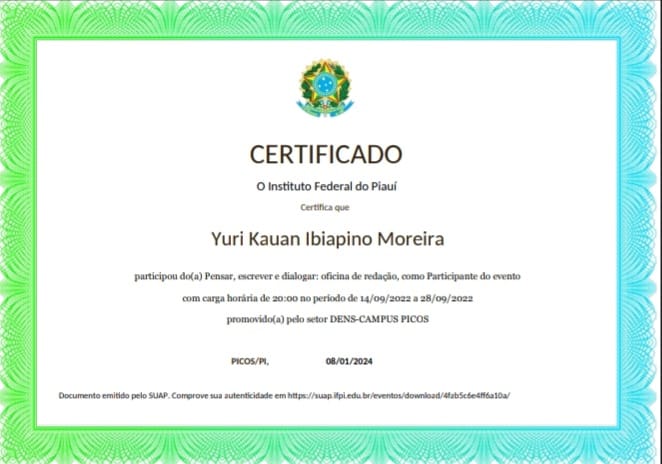 CERTIFICADO
O Instituto Federal do Piauí
Certifica que
Yuri Kauan Ibiapino Moreira
participou do(a) Pensar, escrever e dialogar: oficina de redação, como Participante do evento
com carga horária de 20:00 no período de 14/09/2022 a 28/09/2022
promovido(a) pelo setor DENS-CAMPUS PICOS
PICOS/PI, 08/01/2024
Documento emitido pelo SUAP. Comprove sua autenticidade em https://suap.ifpi.edu.br/eventos/download/4fzb5c6e4ff6a10a/